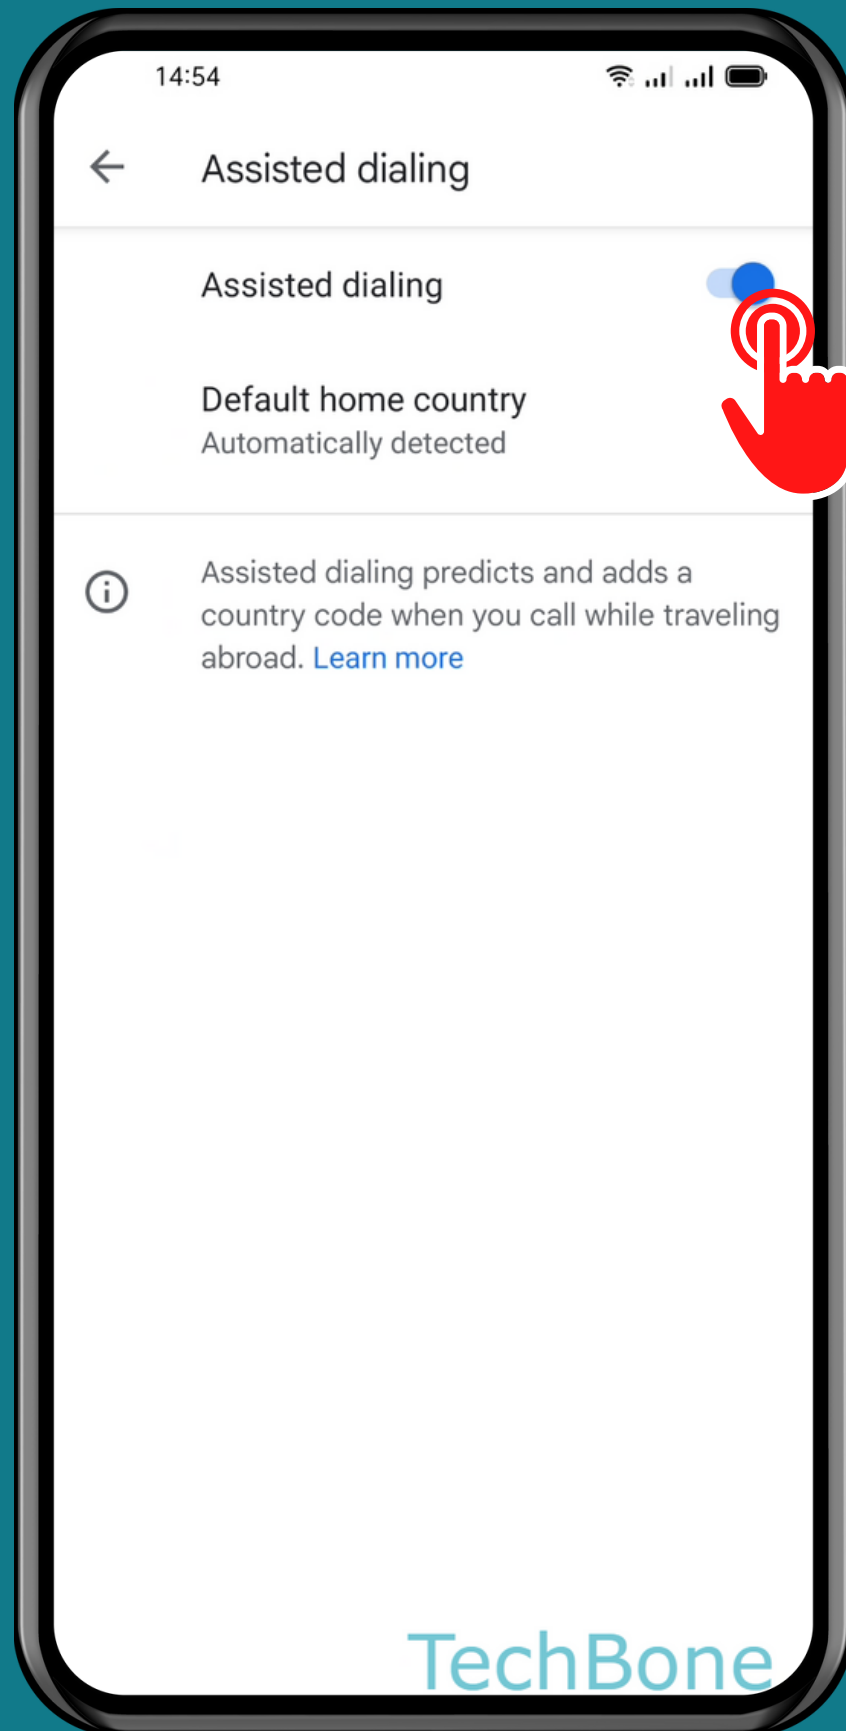 14:54
Assisted dialing
Assisted dialing
Default home country
Automatically detected
Assisted dialing predicts and adds a
country code when you call while traveling
abroad. Learn more
TechBone